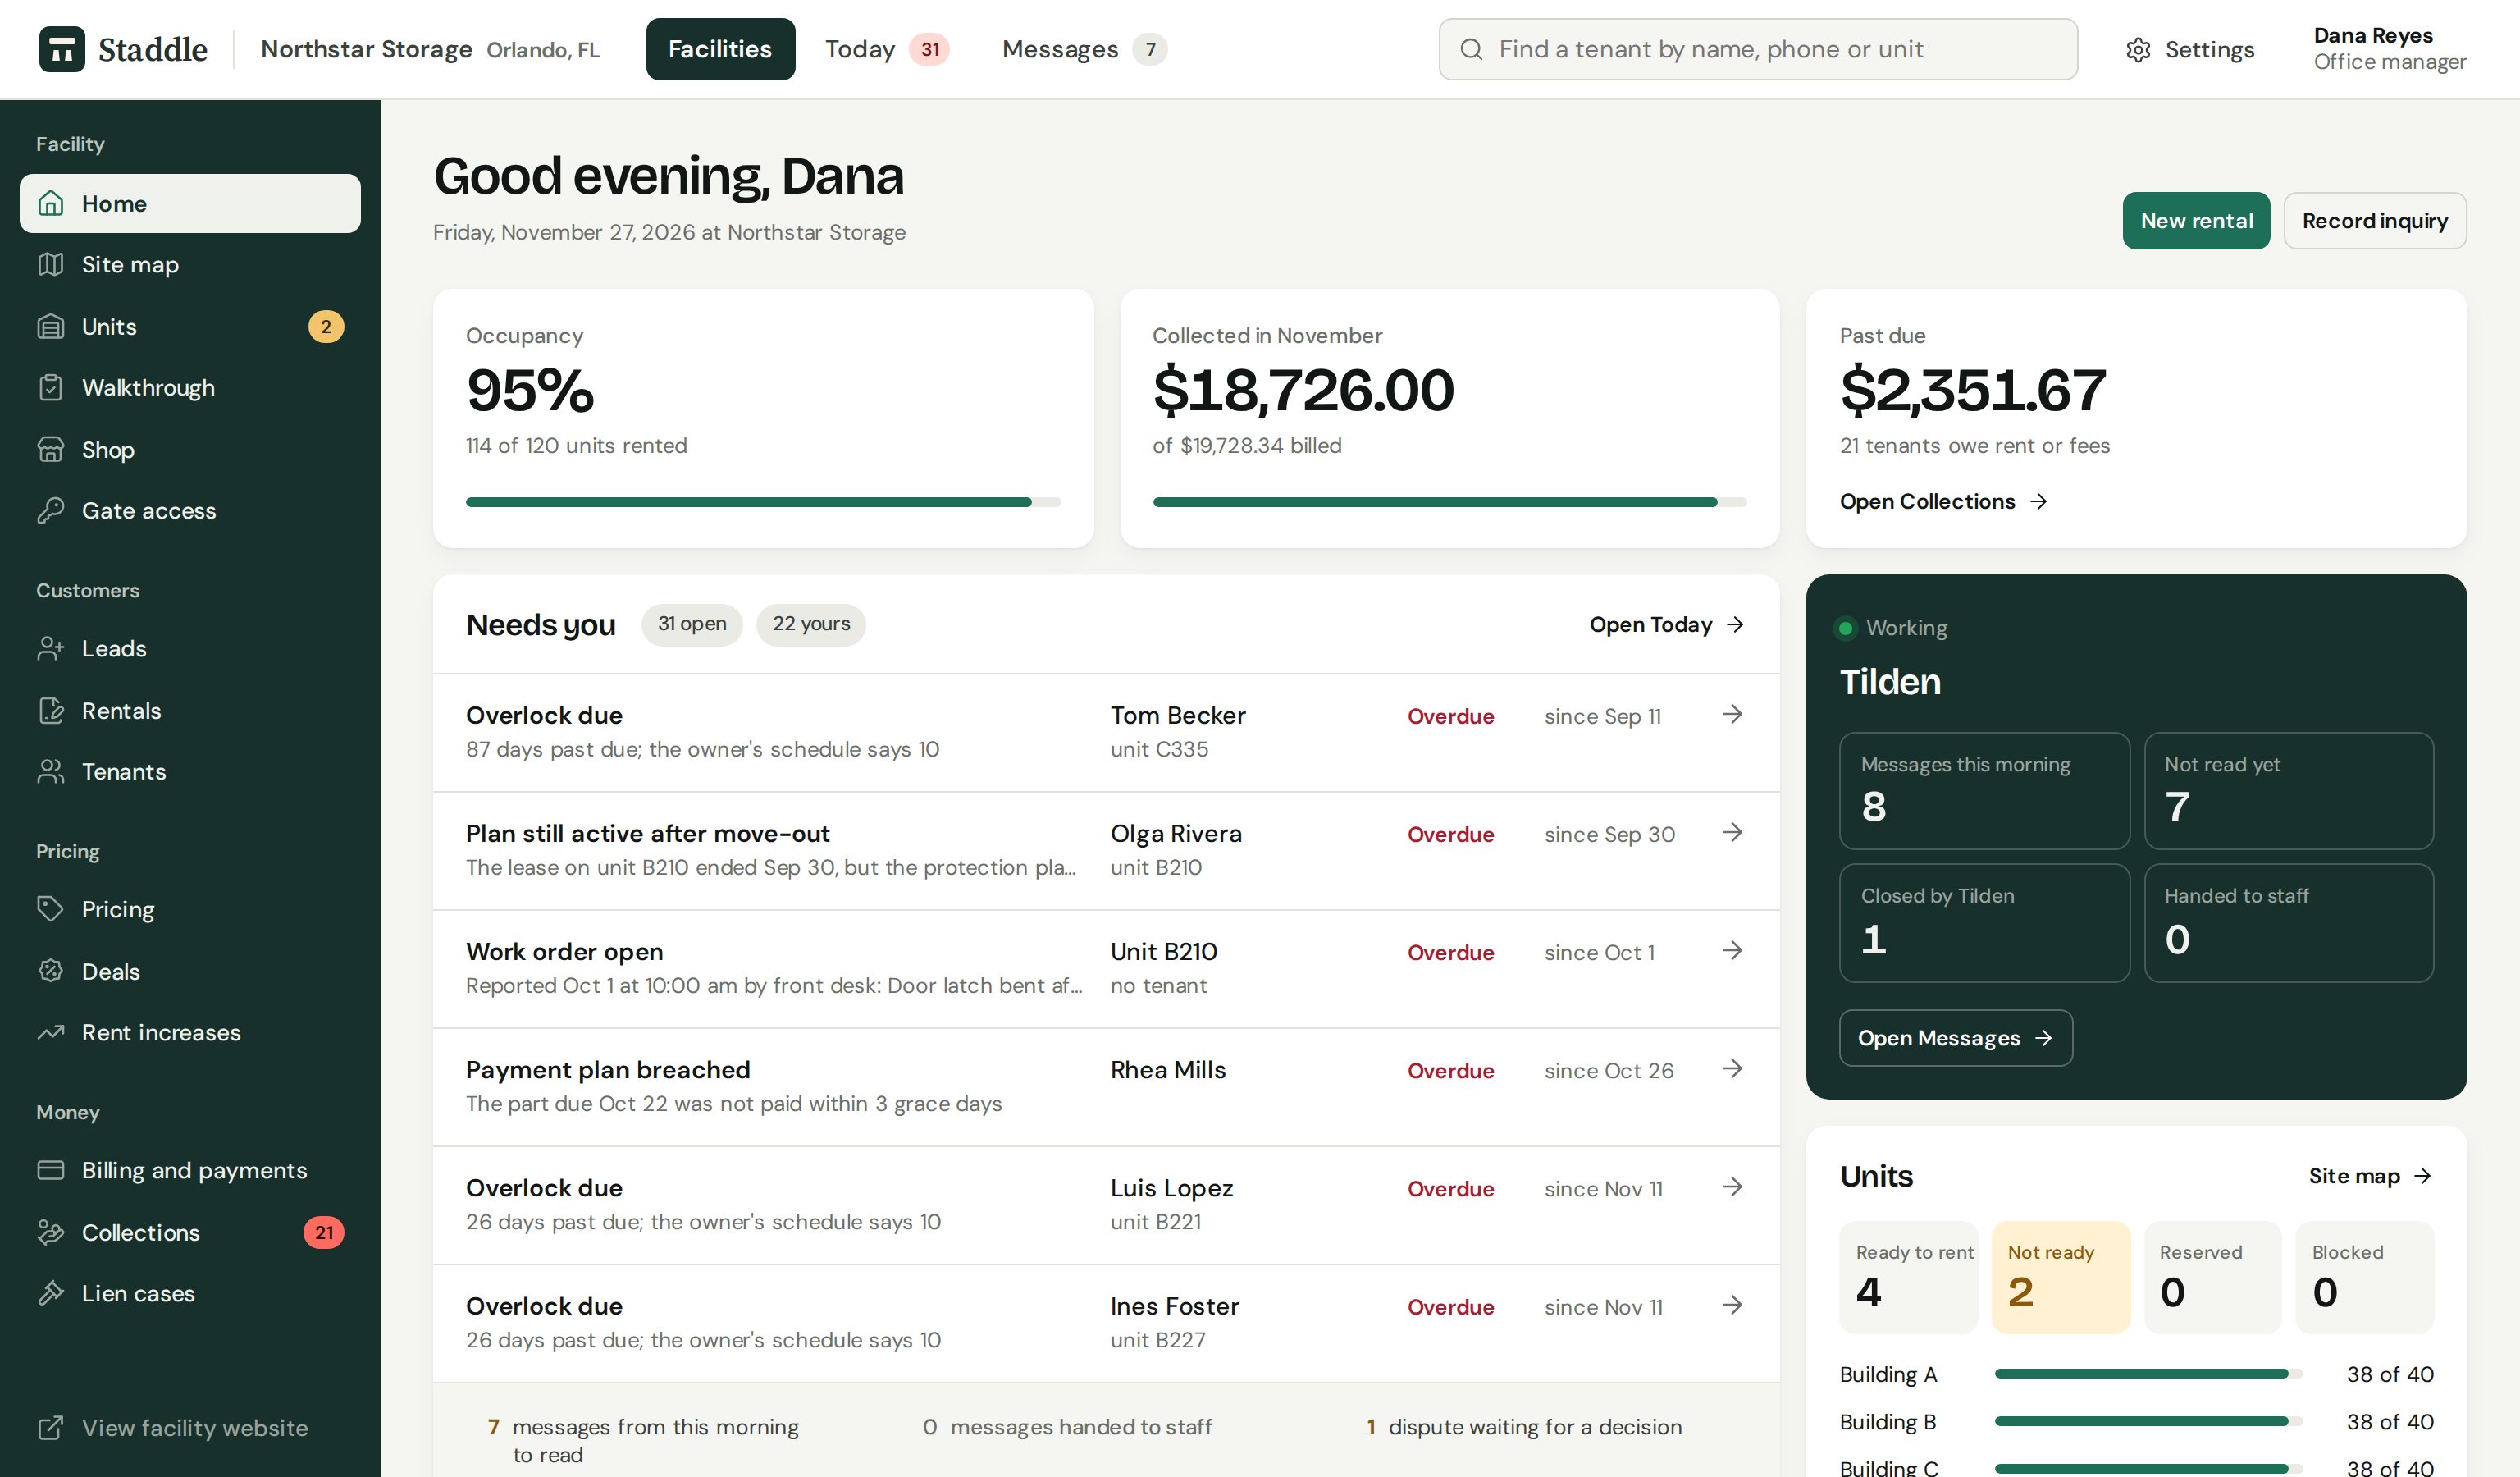 Staddle
Northstar Storage Orlando, FL
Facilities
Today 31
Messages 7
Find a tenant by name, phone or unit
Settings
Dana Reyes
Office manager
Facility
Home
Site map
Units 2
Walkthrough
Shop
Gate access
Customers
Leads
Rentals
Tenants
Pricing
Pricing
Deals
Rent increases
Money
Billing and payments
Collections 21
Lien cases
View facility website
Good evening, Dana
Friday, November 27, 2026 at Northstar Storage
New rental
Record inquiry
Occupancy
95%
114 of 120 units rented
Collected in November
$18,726.00
of $19,728.34 billed
Past due
$2,351.67
21 tenants owe rent or fees
Open Collections
Needs you 31 open 22 yours
Open Today
Overlock due Tom Becker Overdue since Sep 11
87 days past due; the owner's schedule says 10 unit C335
Plan still active after move-out Olga Rivera Overdue since Sep 30
The lease on unit B210 ended Sep 30, but the protection pla... unit B210
Work order open Unit B210 Overdue since Oct 1
Reported Oct 1 at 10:00 am by front desk: Door latch bent af... no tenant
Payment plan breached Rhea Mills Overdue since Oct 26
The part due Oct 22 was not paid within 3 grace days
Overlock due Luis Lopez Overdue since Nov 11
26 days past due; the owner's schedule says 10 unit B221
Overlock due Ines Foster Overdue since Nov 11
26 days past due; the owner's schedule says 10 unit B227
7 messages from this morning
to read
0 messages handed to staff
1 dispute waiting for a decision
Working
Tilden
Messages this morning
8
Not read yet
7
Closed by Tilden
1
Handed to staff
0
Open Messages
Units
Site map
Ready to rent
4
Not ready
2
Reserved
0
Blocked
0
Building A 38 of 40
Building B 38 of 40
Building C 38 of 40